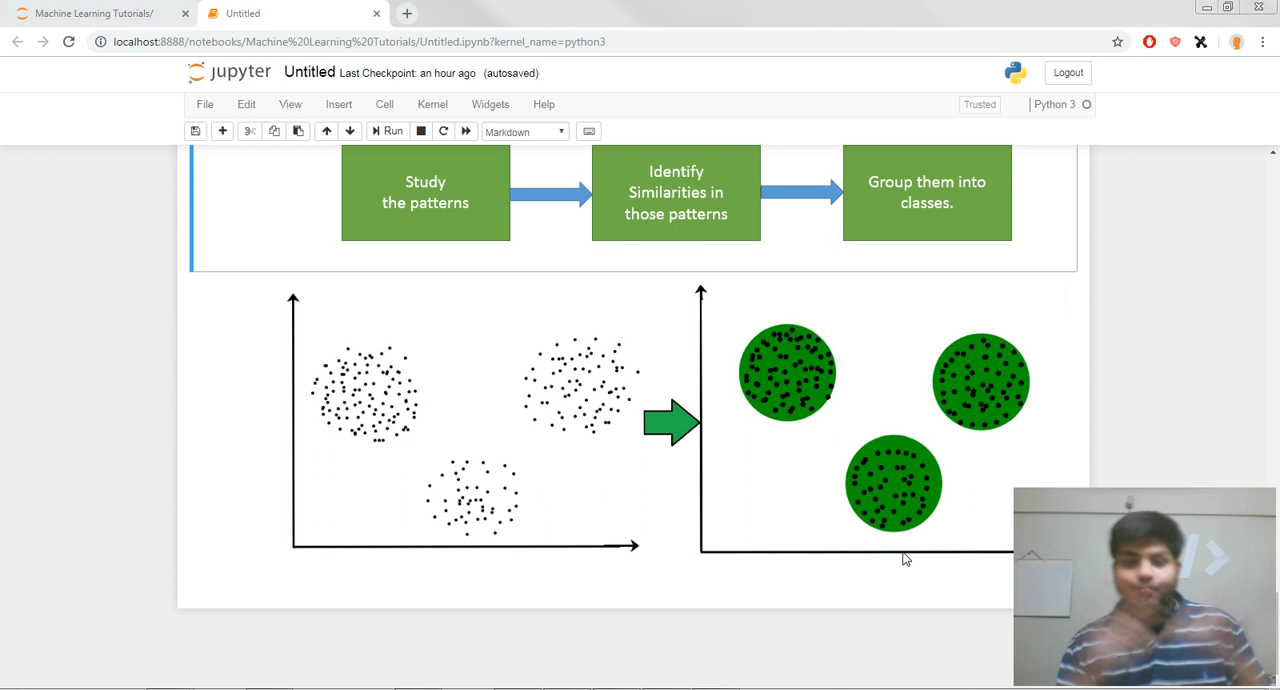 Machine Learning Tutorials/
Untitled
localhost:8888/notebooks/Machine%20Learning%20Tutorials/Untitled.ipynb?kernel_name=python3
jupyter Untitled Last Checkpoint: an hour ago (autosaved)
Logout
File Edit View Insert Cell Kernel Widgets Help
Trusted
Python 3
Run
Markdown
Study
the patterns
Identify
Similarities in
those patterns
Group them into
classes.